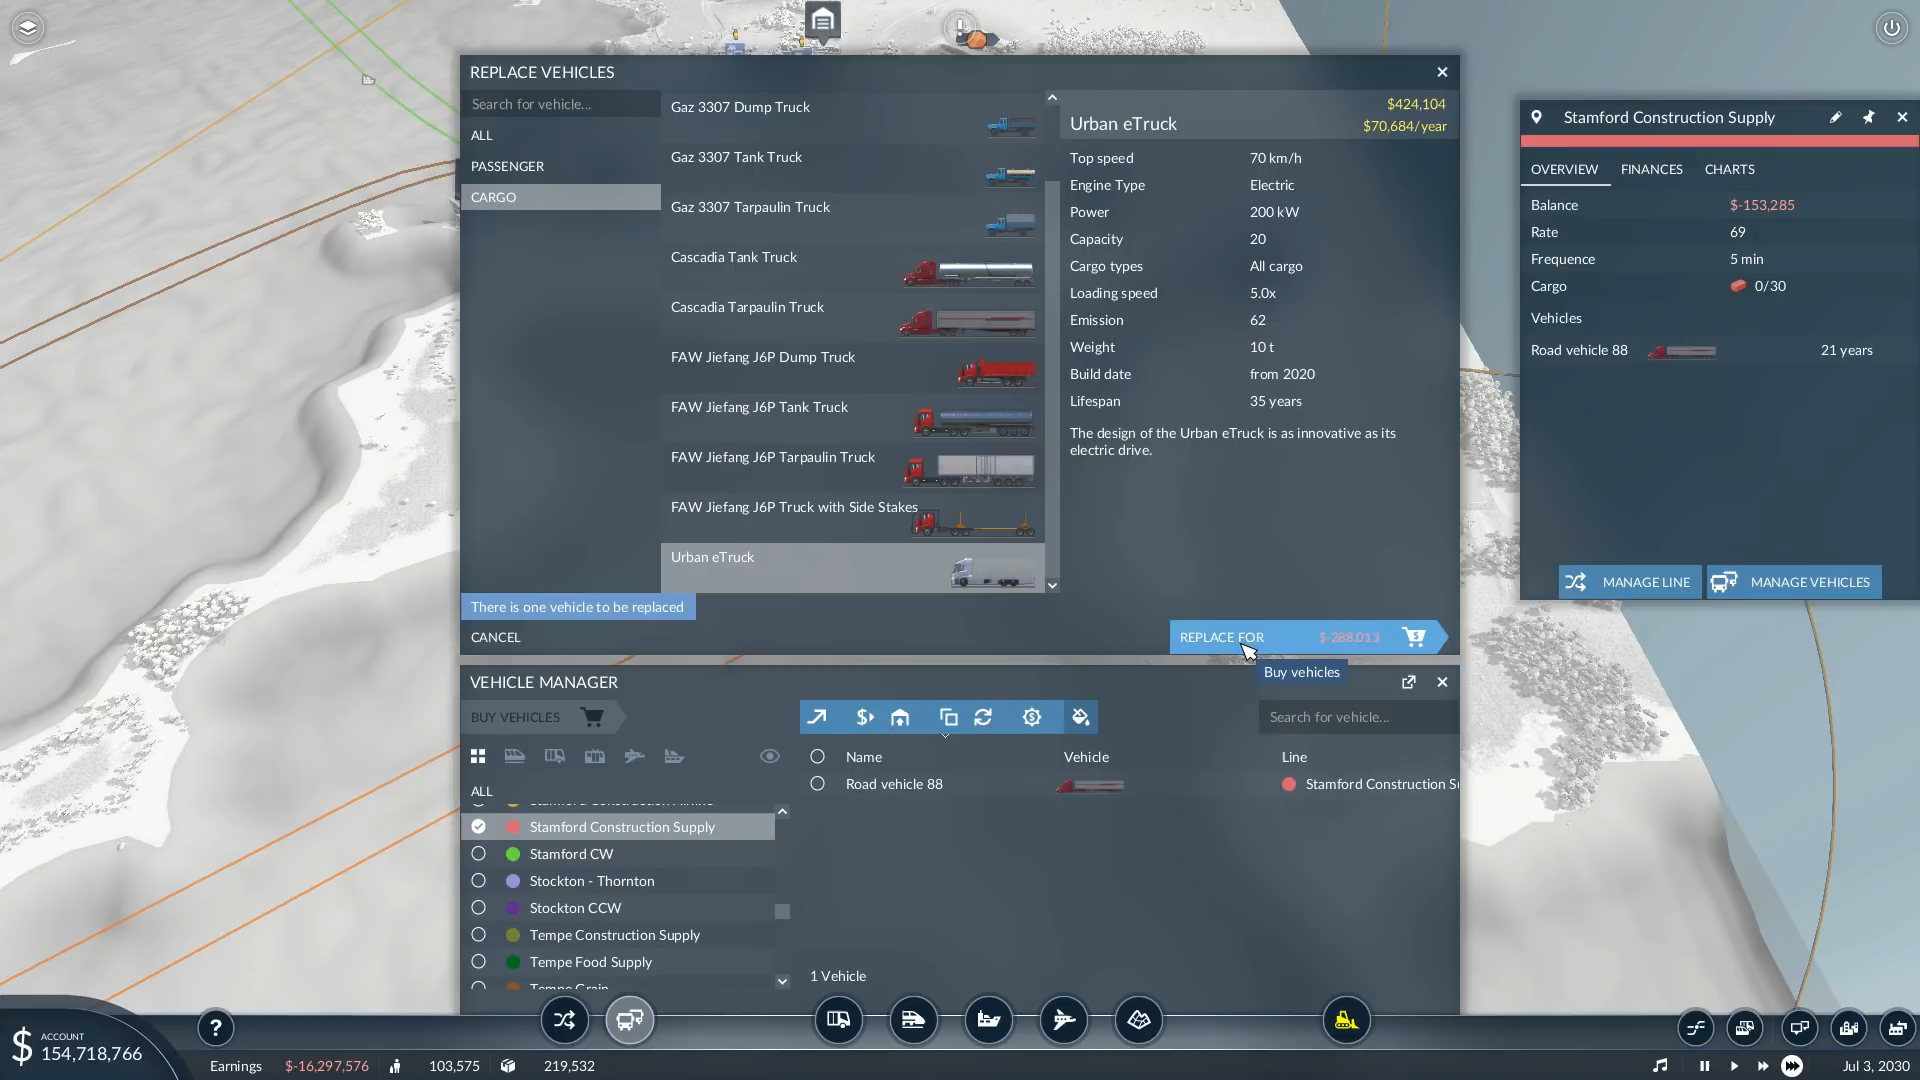 REPLACE VEHICLES
Search for vehicle...
ALL
PASSENGER
CARGO
Gaz 3307 Dump Truck
Gaz 3307 Tank Truck
Gaz 3307 Tarpaulin Truck
Cascadia Tank Truck
Cascadia Tarpaulin Truck
FAW Jiefang J6P Dump Truck
FAW Jiefang J6P Tank Truck
FAW Jiefang J6P Tarpaulin Truck
FAW Jiefang J6P Truck with Side Stakes
Urban eTruck
$424,104
Urban eTruck
$70,684/year
Top speed 70 km/h
Engine Type Electric
Power 200 kW
Capacity 20
Cargo types All cargo
Loading speed 5.0x
Emission 62
Weight 10 t
Build date from 2020
Lifespan 35 years
The design of the Urban eTruck is as innovative as its
electric drive.
There is one vehicle to be replaced
CANCEL
REPLACE FOR $-288,013
Buy vehicles
Stamford Construction Supply
OVERVIEW FINANCES CHARTS
Balance $-153,285
Rate 69
Frequence 5 min
Cargo 0/30
Vehicles
Road vehicle 88 21 years
MANAGE LINE MANAGE VEHICLES
VEHICLE MANAGER
BUY VEHICLES
Search for vehicle...
ALL
Stamford Construction Supply
Stamford CW
Stockton - Thornton
Stockton CCW
Tempe Construction Supply
Tempe Food Supply
Tempe Grain
Name Vehicle Line
Road vehicle 88 Stamford Construction Su
1 Vehicle
$ ACCOUNT
154,718,766
?
Earnings $-16,297,576 103,575 219,532
Jul 3, 2030